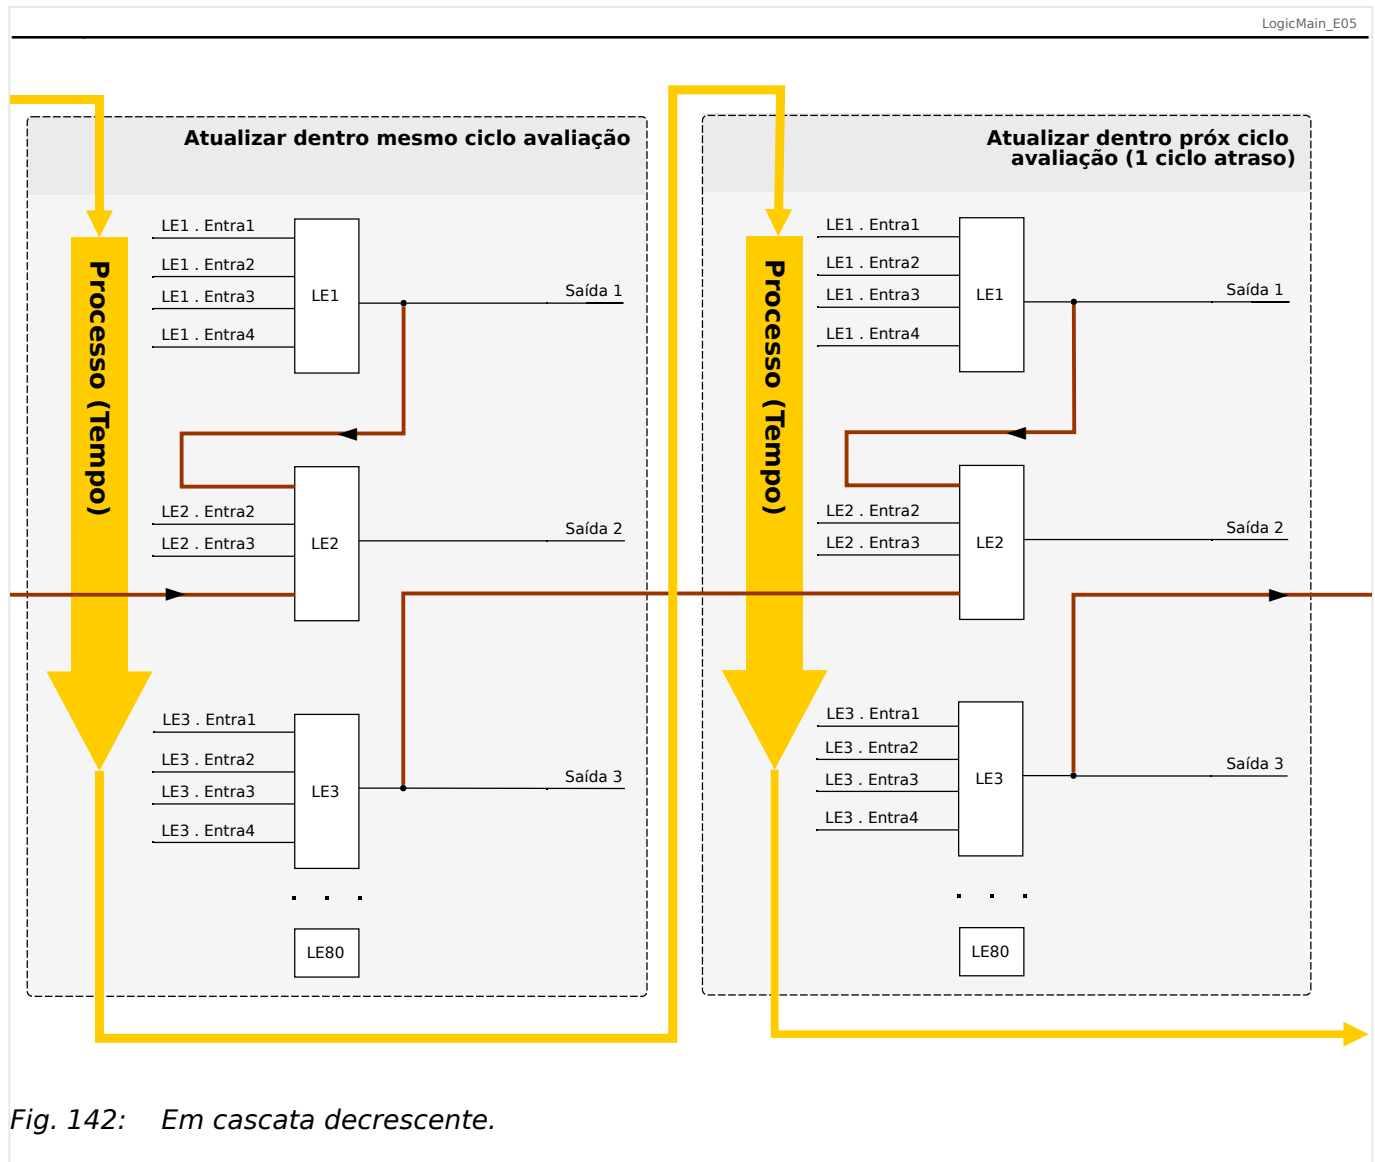 LogicMain_E05
Atualizar dentro mesmo ciclo avaliação
Processo (Tempo)
LE1 . Entra1
LE1 . Entra2
LE1 . Entra3
LE1 . Entra4
LE1
Saída 1
LE2 . Entra2
LE2 . Entra3
LE2
Saída 2
LE3 . Entra1
LE3 . Entra2
LE3 . Entra3
LE3 . Entra4
LE3
Saída 3
. . .
LE80
Atualizar dentro próx ciclo
avaliação (1 ciclo atraso)
Processo (Tempo)
LE1 . Entra1
LE1 . Entra2
LE1 . Entra3
LE1 . Entra4
LE1
Saída 1
LE2 . Entra2
LE2 . Entra3
LE2
Saída 2
LE3 . Entra1
LE3 . Entra2
LE3 . Entra3
LE3 . Entra4
LE3
Saída 3
. . .
LE80
Fig. 142: Em cascata decrescente.